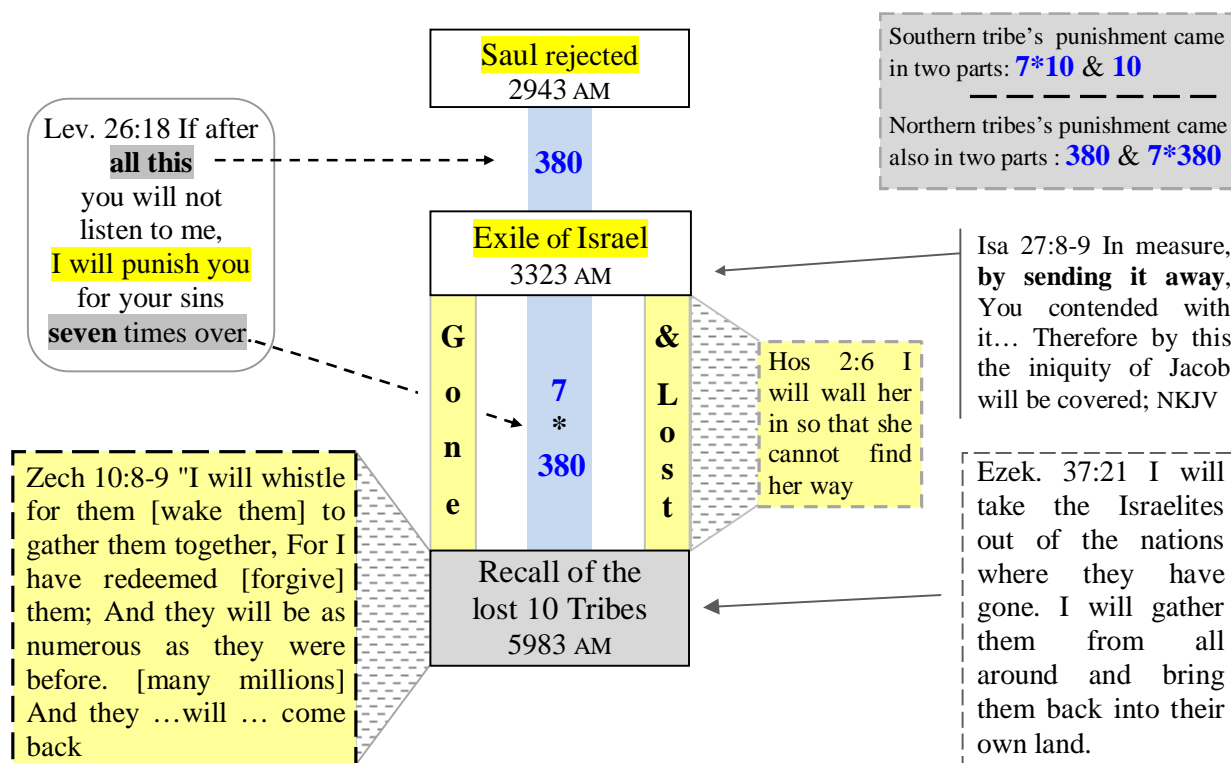 Saul rejected
2943 AM
Southern tribe's punishment came
in two parts: 7*10 & 10
Northern tribes's punishment came
also in two parts : 380 & 7*380
Lev. 26:18 If after
all this
you will not
listen to me,
I will punish you
for your sins
seven times over.
380
Exile of Israel
3323 AM
Isa 27:8-9 In measure,
by sending it away,
You contended with
it… Therefore by this
the iniquity of Jacob
will be covered; NKJV
G
o
n
e
7
*
380
&
L
o
s
t
Hos 2:6 I
will wall her
in so that she
cannot find
her way
Zech 10:8-9 "I will whistle
for them [wake them] to
gather them together, For I
have redeemed [forgive]
them; And they will be as
numerous as they were
before. [many millions]
And they …will … come
back
Recall of the
lost 10 Tribes
5983 AM
Ezek. 37:21 I will
take the Israelites
out of the nations
where they have
gone. I will gather
them from all
around and bring
them back into their
own land.